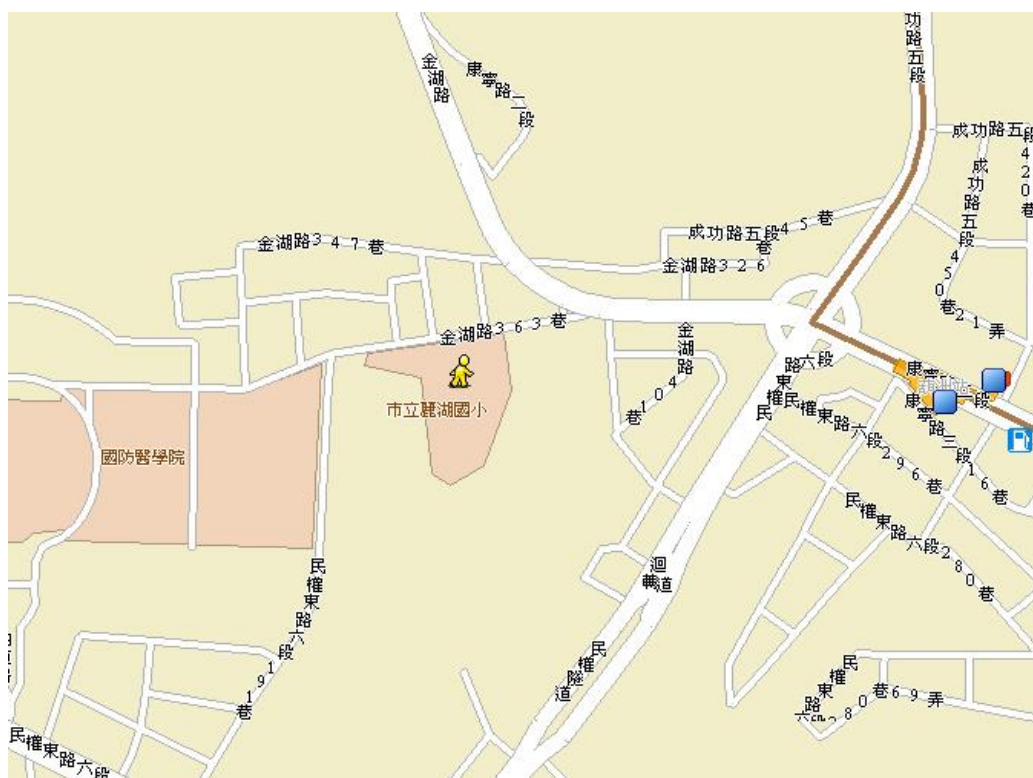 金湖路
康寧路二段
成功路五段
成功路五段420巷
成功路五段450巷21弄
成功路五段45巷
金湖路326巷
金湖路347巷
金湖路363巷
金湖路
104巷
市立麗湖國小
國防醫學院
民權東路六段
民權東路六段296巷
康寧路三段16巷
民權東路六段280巷
民權東路六段191巷
迴轉道
民權隧道
民權東路六段280巷69弄
民權東路六段